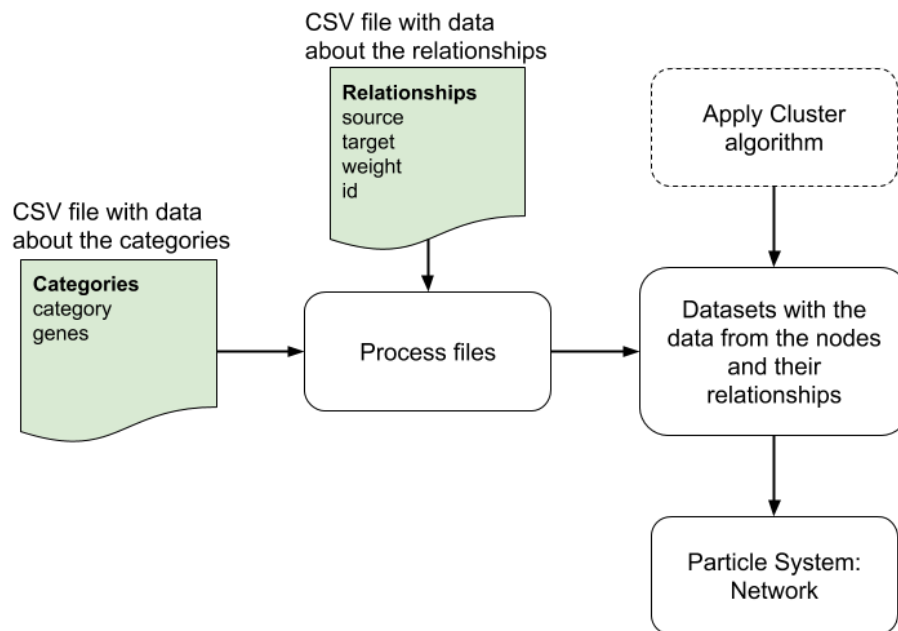 CSV file with data
about the relationships
Relationships
source
target
weight
id
Apply Cluster
algorithm
CSV file with data
about the categories
Categories
category
genes
Process files
Datasets with the
data from the nodes
and their
relationships
Particle System:
Network